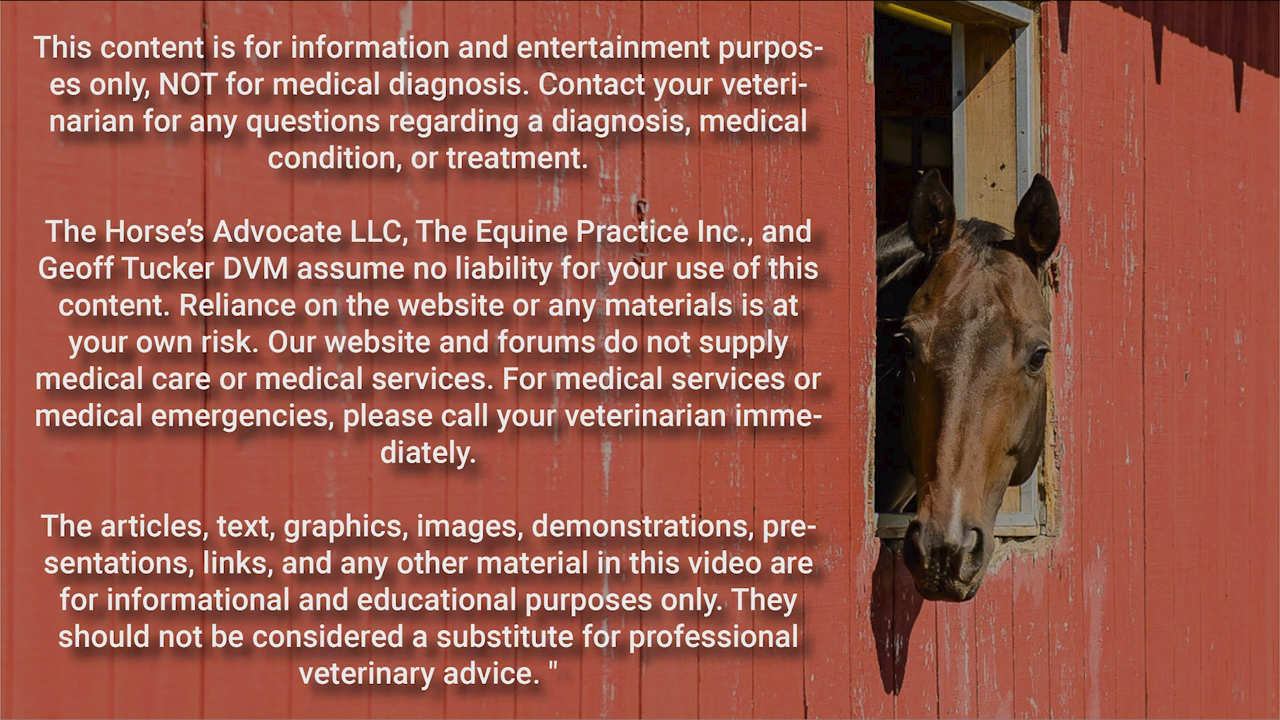 This content is for information and entertainment purpos-
es only, NOT for medical diagnosis. Contact your veteri-
narian for any questions regarding a diagnosis, medical
condition, or treatment.
The Horse’s Advocate LLC, The Equine Practice Inc., and
Geoff Tucker DVM assume no liability for your use of this
content. Reliance on the website or any materials is at
your own risk. Our website and forums do not supply
medical care or medical services. For medical services or
medical emergencies, please call your veterinarian imme-
diately.
The articles, text, graphics, images, demonstrations, pre-
sentations, links, and any other material in this video are
for informational and educational purposes only. They
should not be considered a substitute for professional
veterinary advice. "